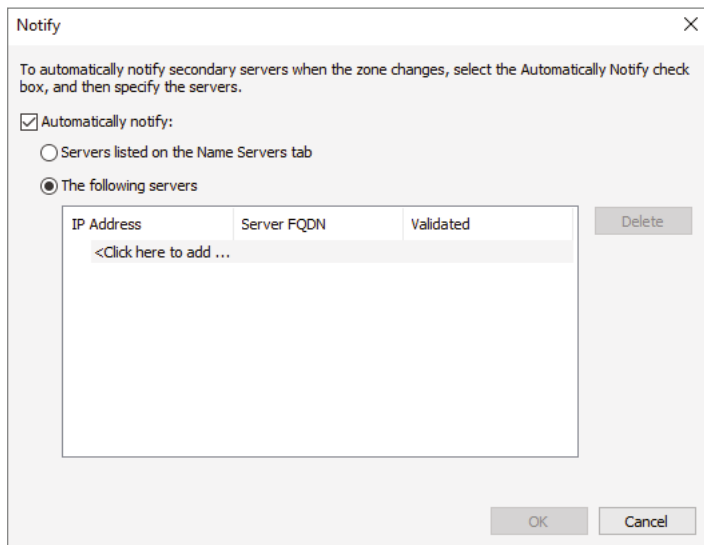 Notify
To automatically notify secondary servers when the zone changes, select the Automatically Notify check
box, and then specify the servers.
Automatically notify:
Servers listed on the Name Servers tab
The following servers
IP Address Server FQDN Validated
Delete
<Click here to add ...
OK Cancel